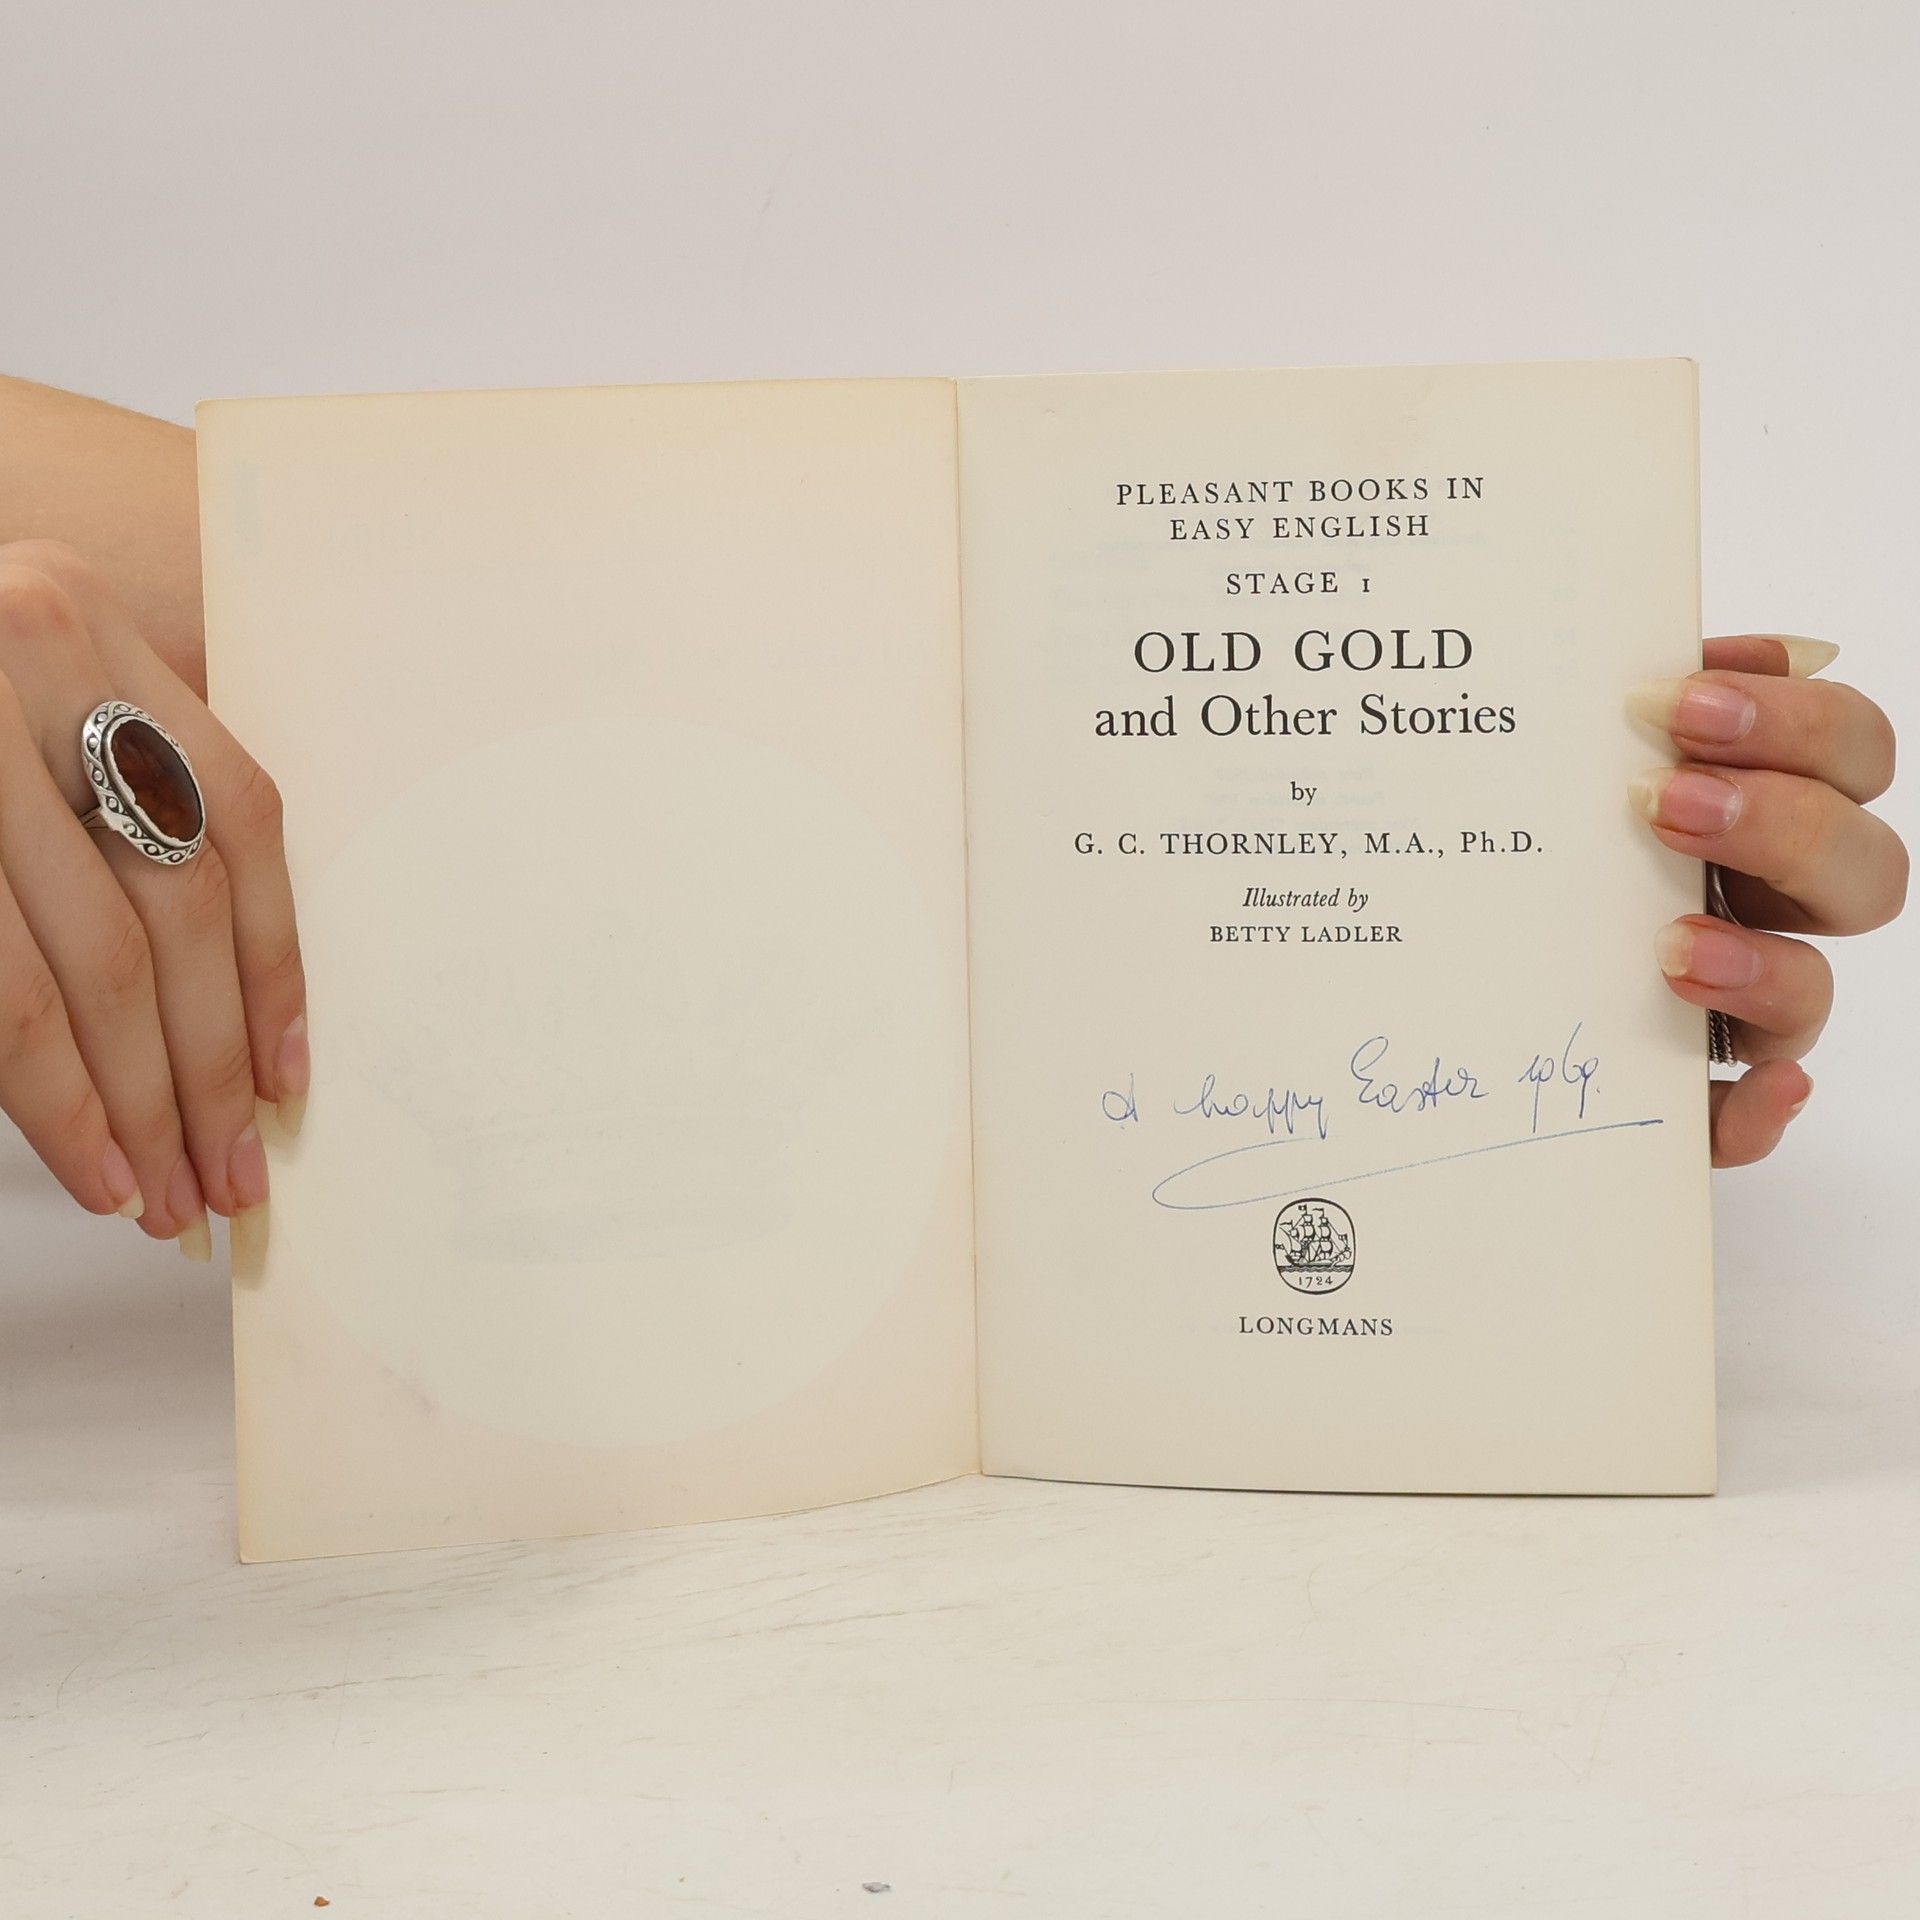 PLEASANT BOOKS IN
EASY ENGLISH
STAGE 1
OLD GOLD
and Other Stories
by
G. C. THORNLEY, M.A., Ph.D.
Illustrated by
BETTY LADLER
A happy Easter 1969.
1724
LONGMANS